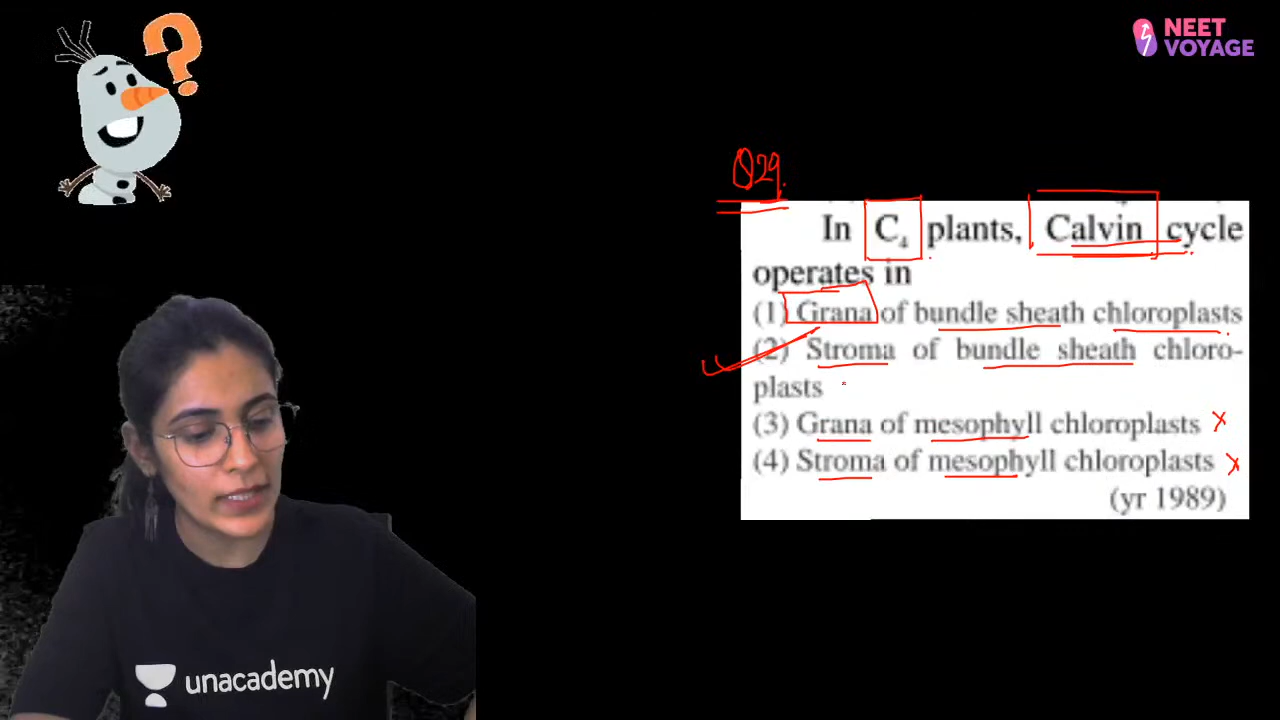 NEET
VOYAGE
Q29.
In C₄ plants, Calvin cycle
operates in
(1) Grana of bundle sheath chloroplasts
(2) Stroma of bundle sheath chloro-
plasts
(3) Grana of mesophyll chloroplasts
(4) Stroma of mesophyll chloroplasts
(yr 1989)
unacademy